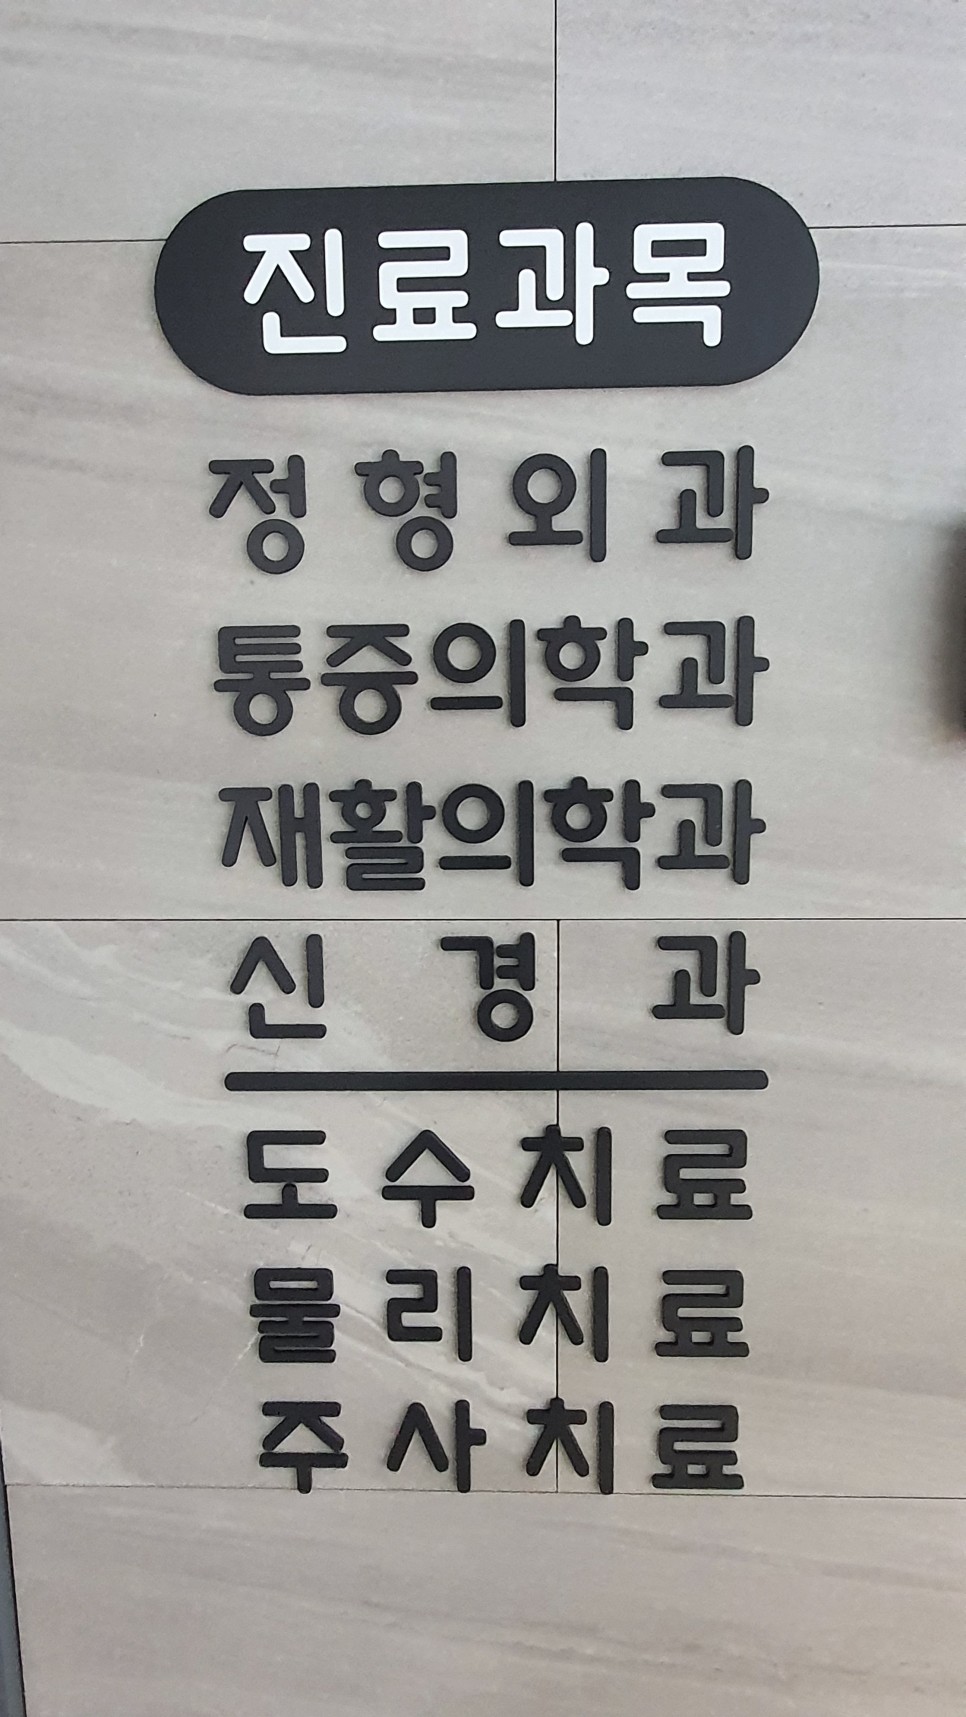 진료과목
정형외과
통증의학과
재활의학과
신경과
도수치료
물리치료
주사치료